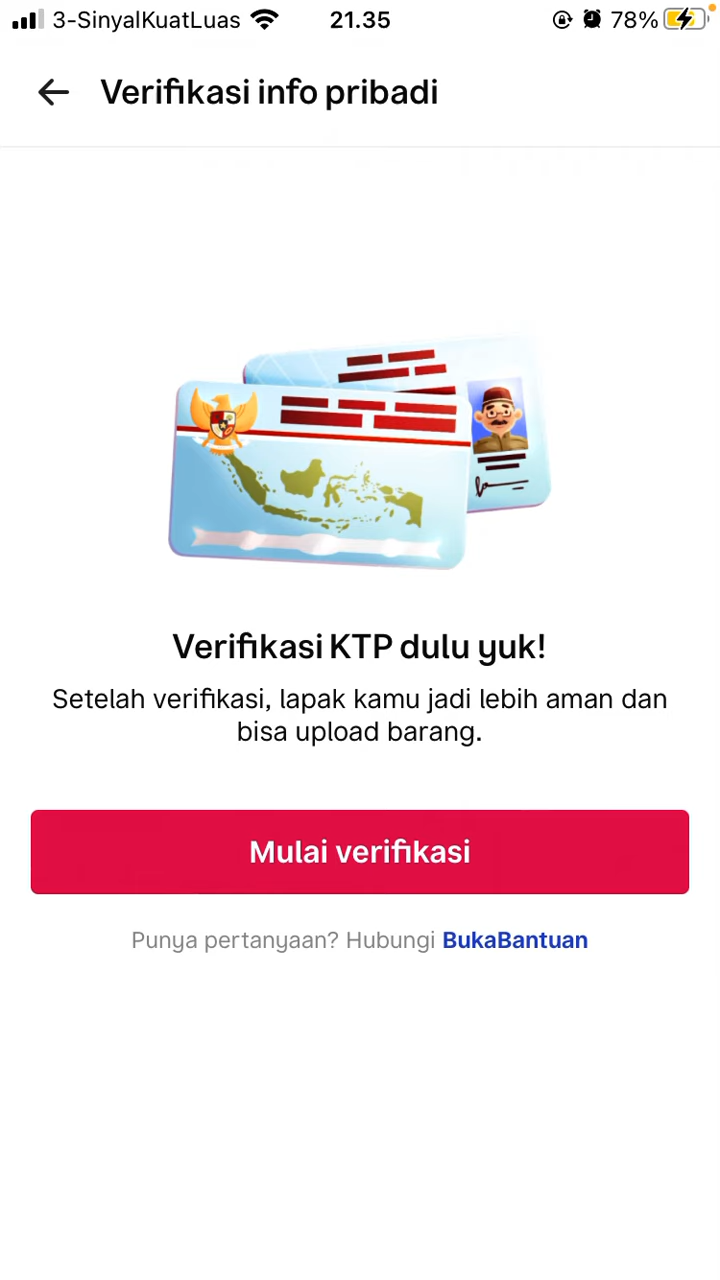 3-SinyalKuatLuas 21.35 78%
Verifikasi info pribadi
Verifikasi KTP dulu yuk!
Setelah verifikasi, lapak kamu jadi lebih aman dan
bisa upload barang.
Mulai verifikasi
Punya pertanyaan? Hubungi BukaBantuan